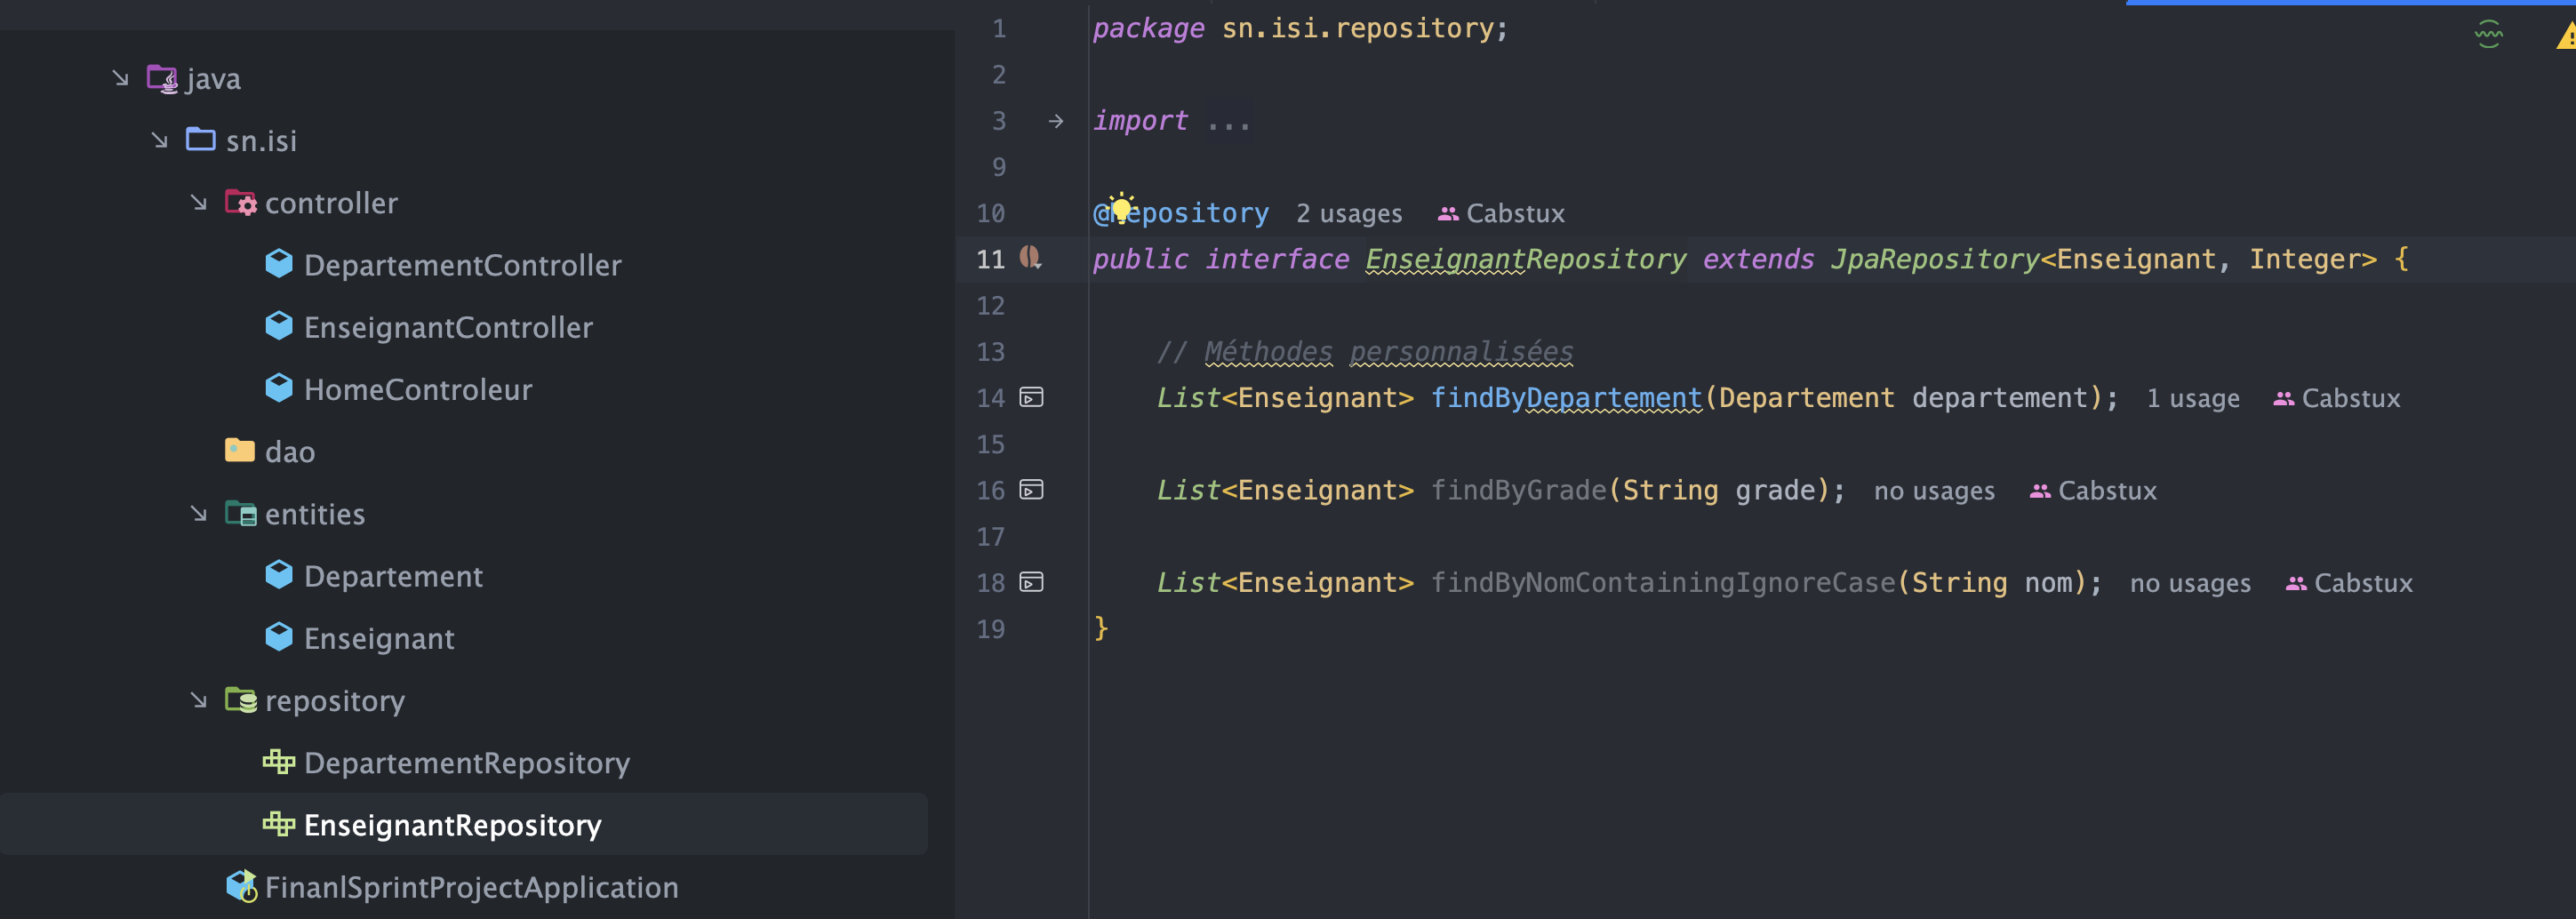 java
sn.isi
controller
DepartementController
EnseignantController
HomeControleur
dao
entities
Departement
Enseignant
repository
DepartementRepository
EnseignantRepository
FinanlSprintProjectApplication
1 package sn.isi.repository;
2
3 import ...
9
10 @Repository 2 usages Cabstux
11 public interface EnseignantRepository extends JpaRepository<Enseignant, Integer> {
12
13 // Méthodes personnalisées
14 List<Enseignant> findByDepartement(Departement departement); 1 usage Cabstux
15
16 List<Enseignant> findByGrade(String grade); no usages Cabstux
17
18 List<Enseignant> findByNomContainingIgnoreCase(String nom); no usages Cabstux
19 }